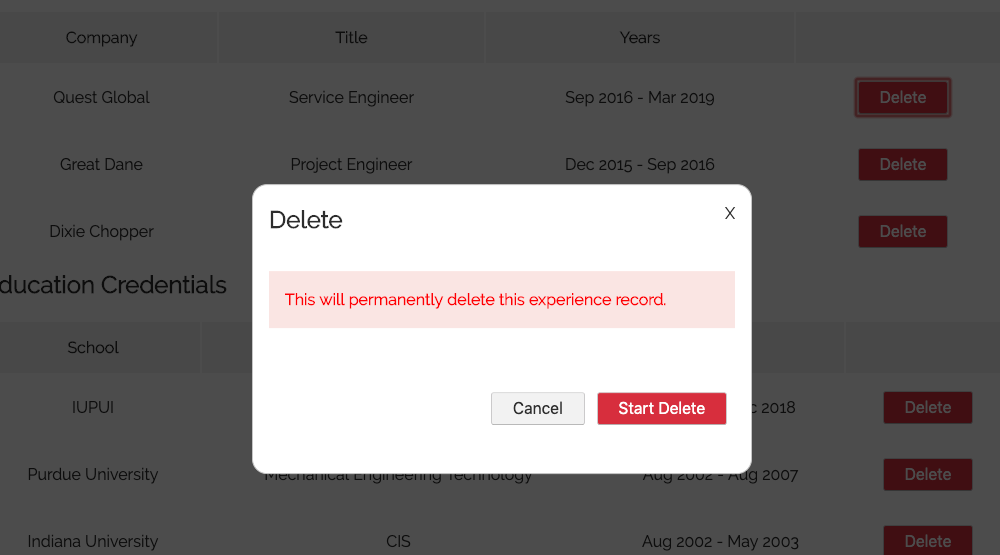 Company Title Years
Quest Global Service Engineer Sep 2016 - Mar 2019 Delete
Great Dane Project Engineer Dec 2015 - Sep 2016 Delete
Delete X
Dixie Chopper Delete
ducation Credentials
This will permanently delete this experience record.
School
Cancel Start Delete
IUPUI c 2018 Delete
Purdue University Mechanical Engineering Technology Aug 2002 - Aug 2007 Delete
Indiana University CIS Aug 2002 - May 2003 Delete